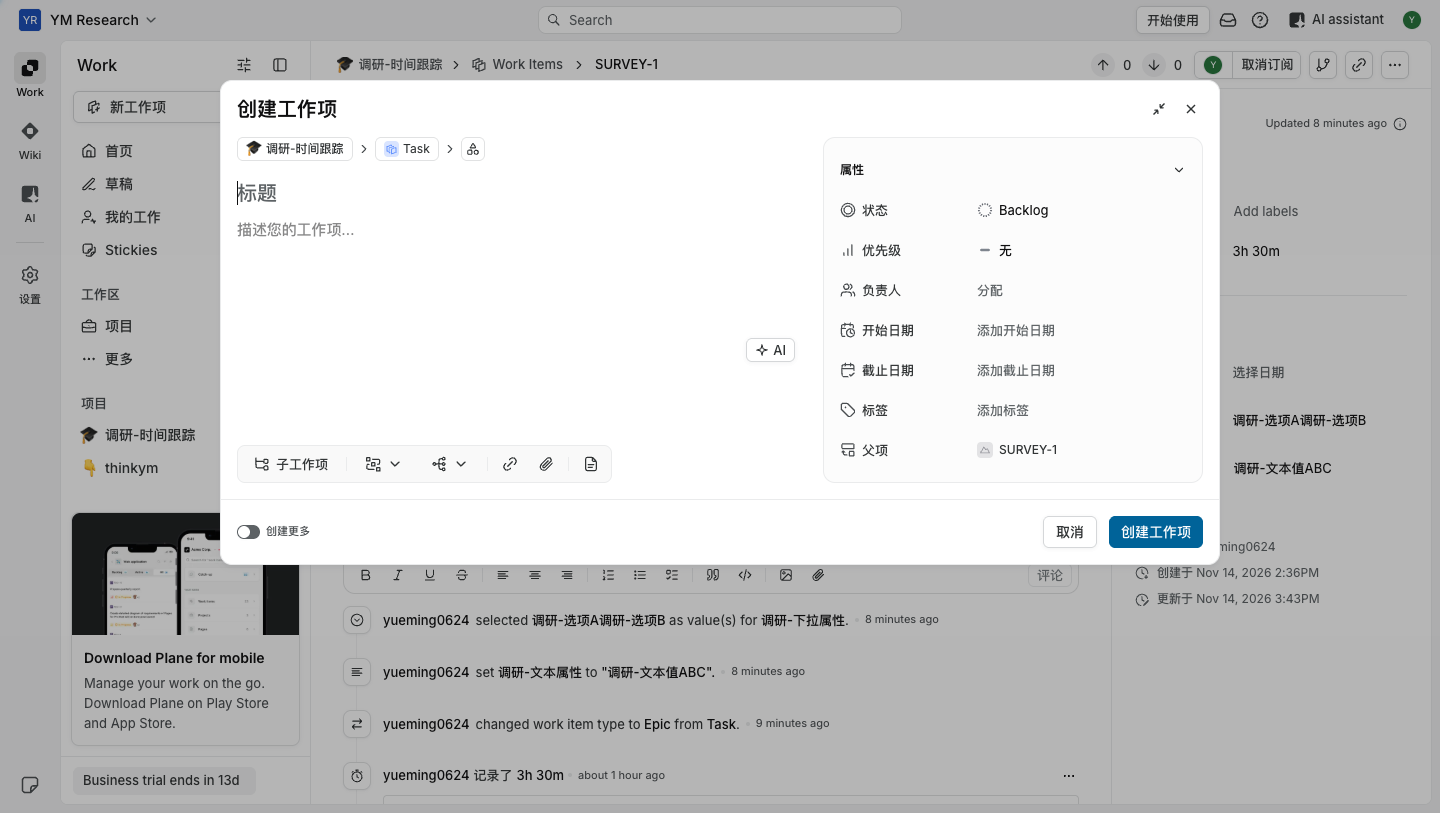 YR YM Research
Search
开始使用
AI assistant
Y
Work
Wiki
AI
设置
Work
新工作项
首页
草稿
我的工作
Stickies
工作区
项目
更多
项目
调研-时间跟踪
thinkym
Download Plane for mobile
Manage your work on the go.
Download Plane on Play Store
and App Store.
Business trial ends in 13d
调研-时间跟踪 > Work Items > SURVEY-1
0
0
Y 取消订阅
Updated 8 minutes ago
Add labels
3h 30m
选择日期
调研-选项A调研-选项B
调研-文本值ABC
ming0624
创建于 Nov 14, 2026 2:36PM
更新于 Nov 14, 2026 3:43PM
创建工作项
调研-时间跟踪 > Task >
标题
描述您的工作项...
AI
子工作项
属性
状态 Backlog
优先级 无
负责人 分配
开始日期 添加开始日期
截止日期 添加截止日期
标签 添加标签
父项 SURVEY-1
创建更多
取消
创建工作项
B I U S
评论
yueming0624 selected 调研-选项A调研-选项B as value(s) for 调研-下拉属性. 8 minutes ago
yueming0624 set 调研-文本属性 to "调研-文本值ABC". 8 minutes ago
yueming0624 changed work item type to Epic from Task. 9 minutes ago
yueming0624 记录了 3h 30m about 1 hour ago